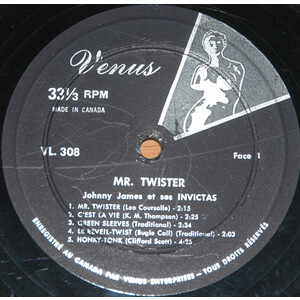 Venus
33⅓ RPM
MADE IN CANADA
VL 308
Face 1
MR. TWISTER
Johnny James et ses INVICTAS
1. MR. TWISTER (Leo Coursolle) - 2:15
2. C'EST LA VIE (K. M. Thompson) - 2:25
3. GREEN SLEEVES (Traditional) - 2:34
4. LE REVEIL-TWIST (Bugle Call) (Traditional) - 2:03
5. HONKY-TONK (Clifford Scott) - 4:25
ENREGISTRÉ AU CANADA PAR VENUS-ENTERPRISES - TOUS DROITS RÉSERVÉS